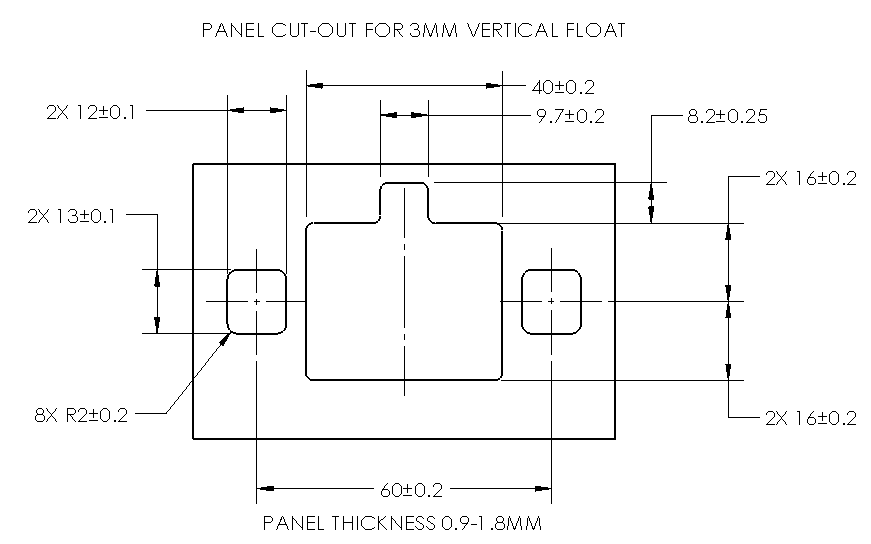 PANEL CUT-OUT FOR 3MM VERTICAL FLOAT
40±0.2
2X 12±0.1
9.7±0.2
8.2±0.25
2X 16±0.2
2X 13±0.1
8X R2±0.2
2X 16±0.2
60±0.2
PANEL THICKNESS 0.9-1.8MM